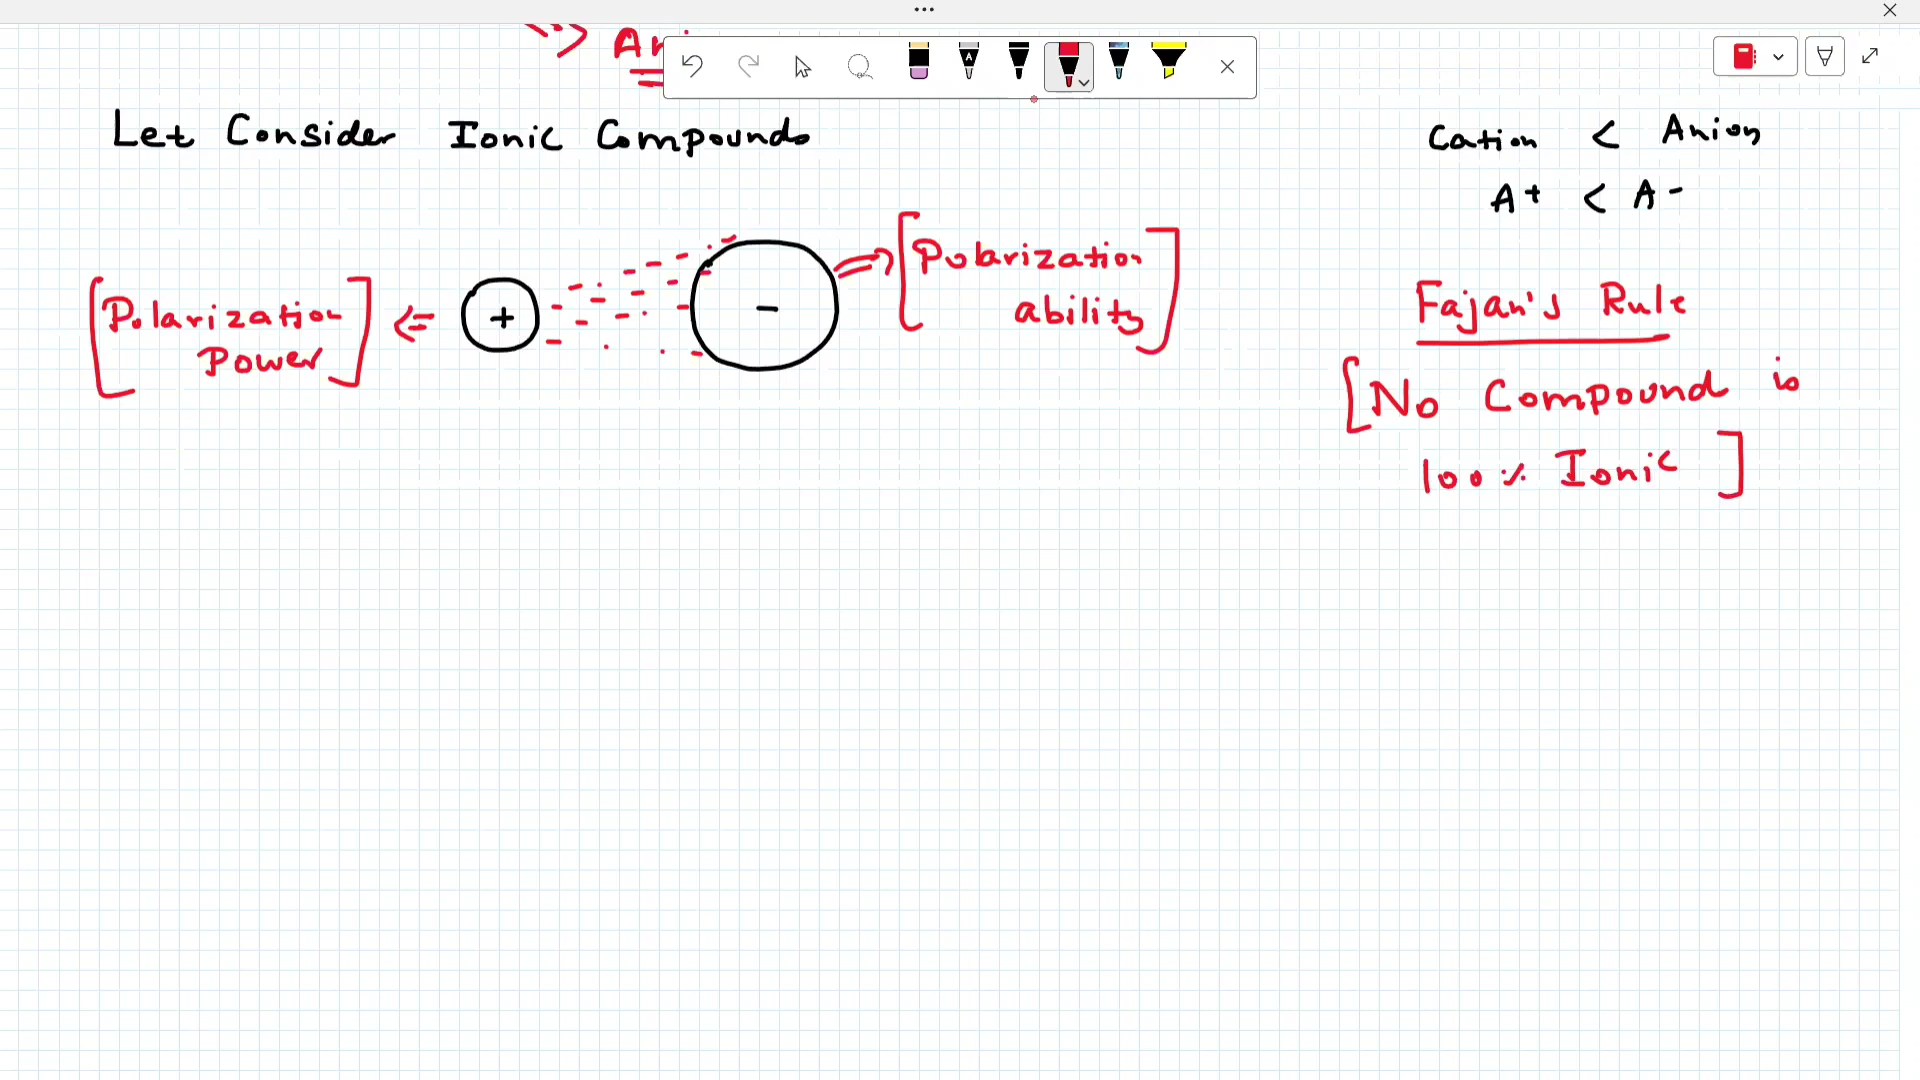 Let Consider Ionic Compounds
Cation < Anion
A+ < A-
[Polarization
Power]
<=
+
-
=>
[Polarization
ability]
Fajan's Rule
[No Compound is
100% Ionic]